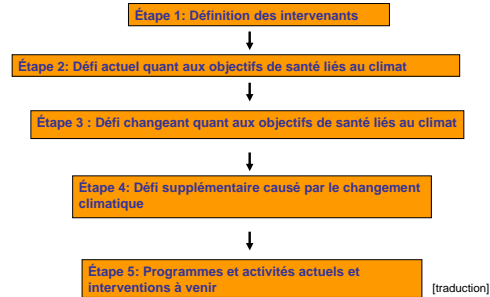 Étape 1: Définition des intervenants
Étape 2: Défi actuel quant aux objectifs de santé liés au climat
Étape 3 : Défi changeant quant aux objectifs de santé liés au climat
Étape 4: Défi supplémentaire causé par le changement
climatique
Étape 5: Programmes et activités actuels et
interventions à venir
[traduction]